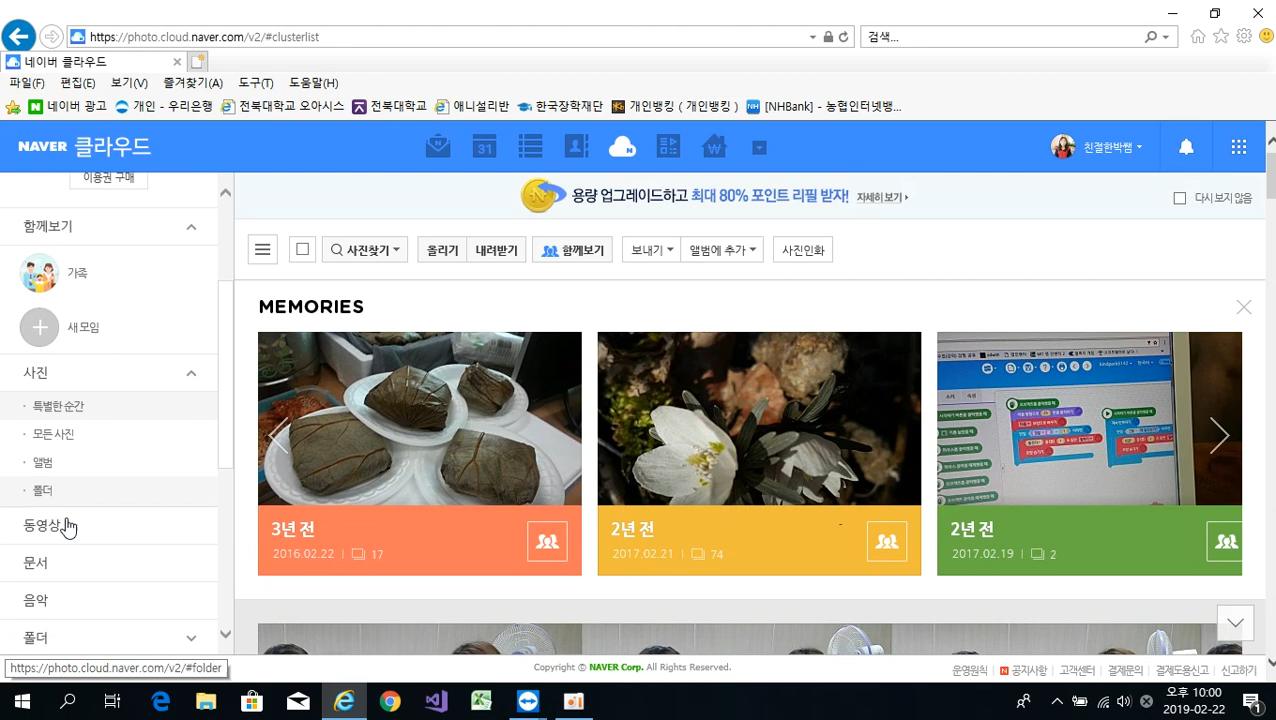 https://photo.cloud.naver.com/v2/#clusterlist
검색...
네이버 클라우드
파일(F) 편집(E) 보기(V) 즐겨찾기(A) 도구(T) 도움말(H)
네이버 광고 개인 - 우리은행 전북대학교 오아시스 전북대학교 애니설리반 한국장학재단 개인뱅킹 ( 개인뱅킹 ) [NHBank] - 농협인터넷뱅...
NAVER 클라우드
31
친절한박쌤
이용권 구매
용량 업그레이드하고 최대 80% 포인트 리필 받자! 자세히 보기
다시 보지 않음
함께보기
가족
새 모임
사진
특별한 순간
모든 사진
앨범
폴더
동영상
문서
음악
폴더
사진찾기 올리기 내려받기 함께보기 보내기 앨범에 추가 사진인화
MEMORIES
3년 전
2016.02.22 | 17
2년 전
2017.02.21 | 74
2년 전
2017.02.19 | 2
https://photo.cloud.naver.com/v2/#folder
Copyright © NAVER Corp. All Rights Reserved.
운영원칙 N 공지사항 고객센터 결제문의 결제도용신고 신고하기
오후 10:00
2019-02-22
1